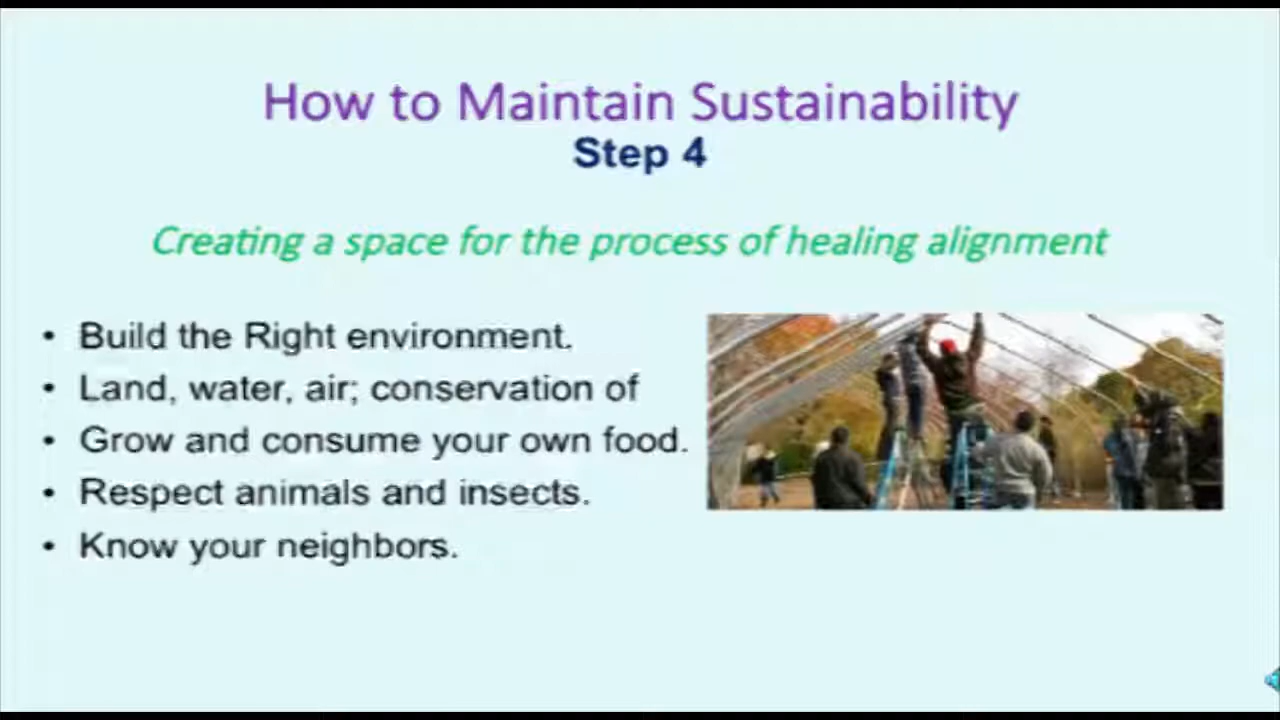 How to Maintain Sustainability
Step 4
Creating a space for the process of healing alignment
• Build the Right environment.
• Land, water, air; conservation of
• Grow and consume your own food.
• Respect animals and insects.
• Know your neighbors.